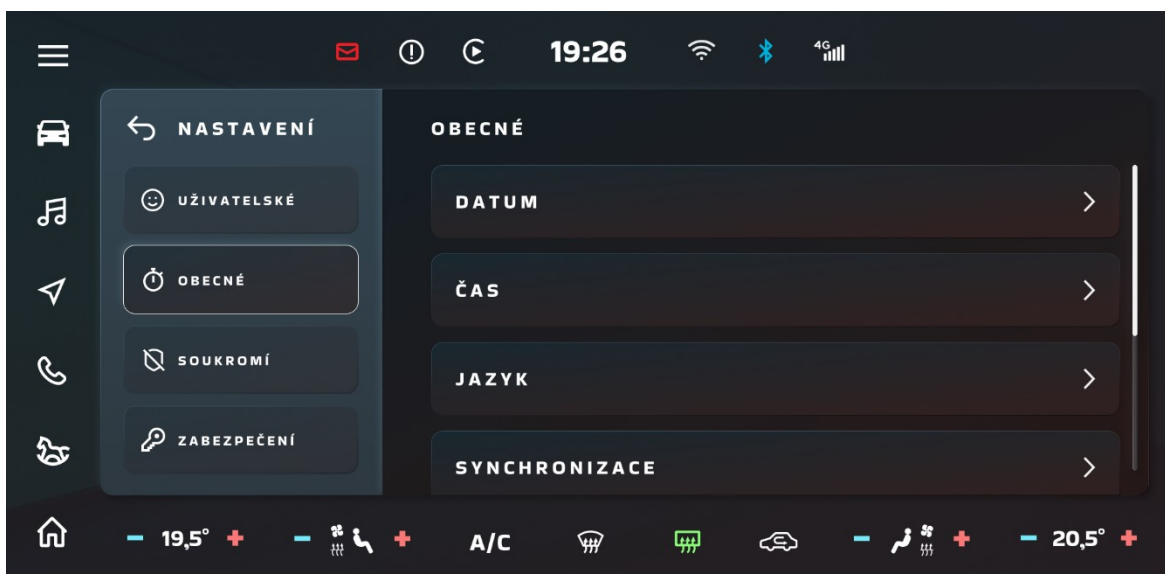 19:26
4G
NASTAVENÍ
UŽIVATELSKÉ
OBECNÉ
SOUKROMÍ
ZABEZPEČENÍ
OBECNÉ
DATUM
ČAS
JAZYK
SYNCHRONIZACE
- 19,5° +
- +
A/C
- +
- 20,5° +